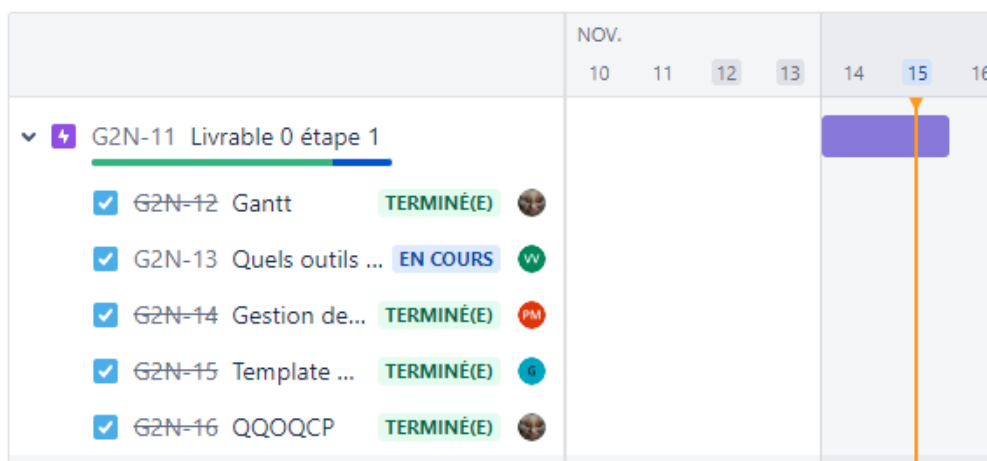 NOV.
10 11 12 13 14 15 16
G2N-11 Livrable 0 étape 1
G2N-12 Gantt TERMINÉ(E)
G2N-13 Quels outils ... EN COURS VV
G2N-14 Gestion de... TERMINÉ(E) PM
G2N-15 Template ... TERMINÉ(E) G
G2N-16 QQOQCP TERMINÉ(E)